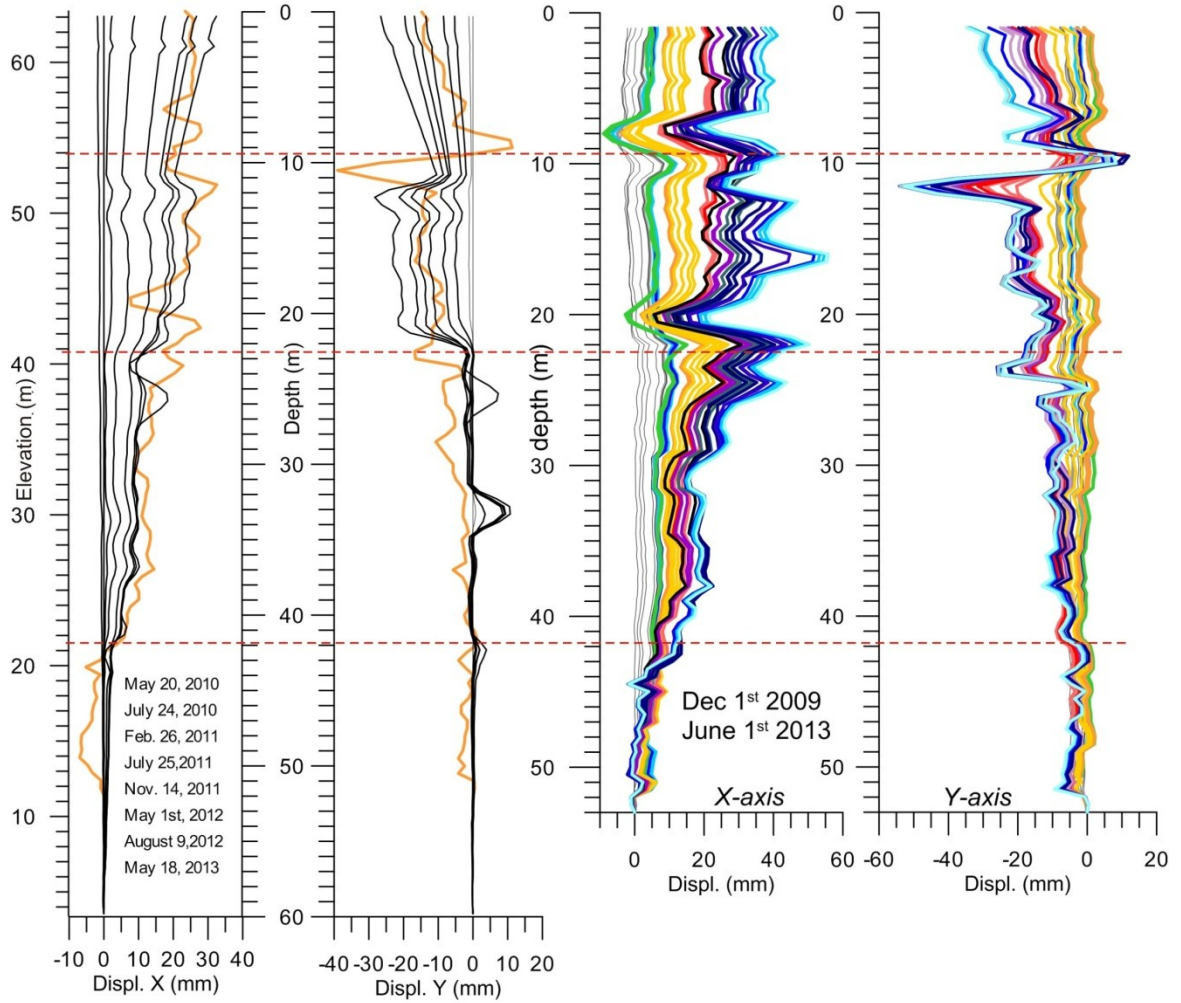 60
50
40
30
20
10
Elevation (m)
-10 0 10 20 30 40
Displ. X (mm)
May 20, 2010
July 24, 2010
Feb. 26, 2011
July 25,2011
Nov. 14, 2011
May 1st, 2012
August 9,2012
May 18, 2013
0
10
20
30
40
50
60
Depth (m)
-40 -30 -20 -10 0 10 20
Displ. Y (mm)
0
10
20
30
40
50
depth (m)
Dec 1st 2009
June 1st 2013
X-axis
0 20 40 60
Displ. (mm)
0
10
20
30
40
50
Y-axis
-60 -40 -20 0 20
Displ. (mm)